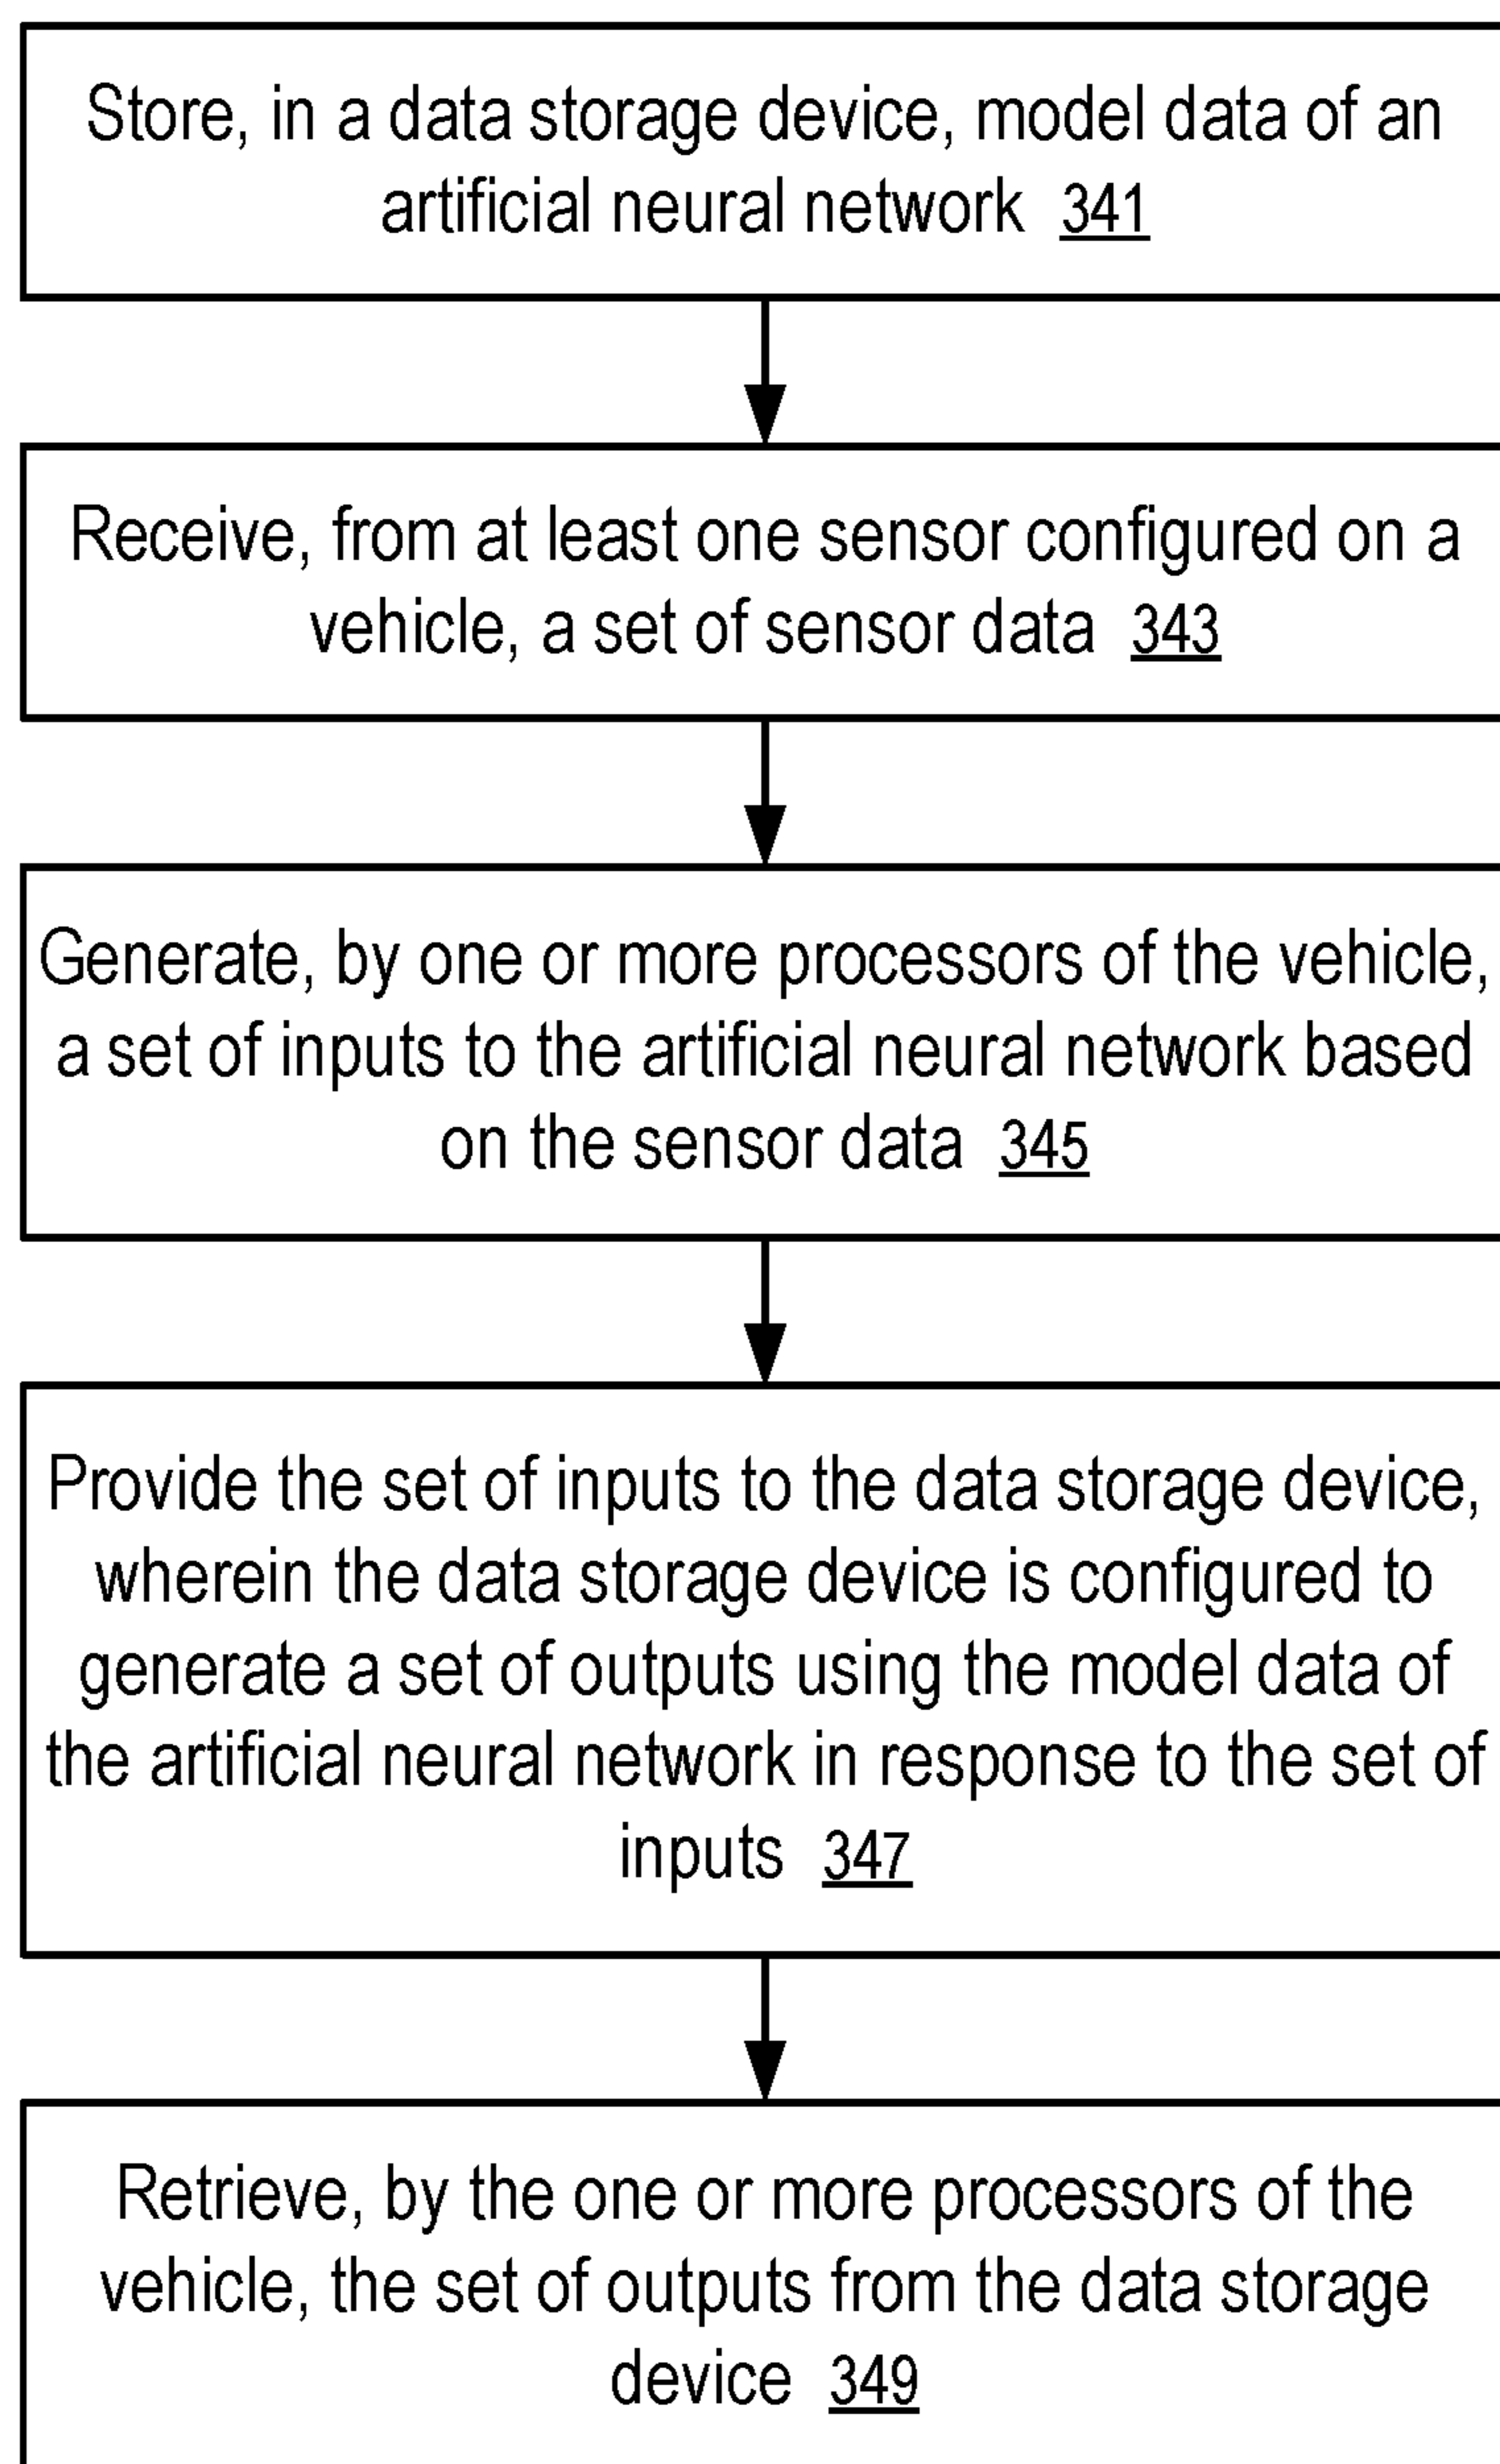 Store, in a data storage device, model data of an
artificial neural network 341
Receive, from at least one sensor configured on a
vehicle, a set of sensor data 343
Generate, by one or more processors of the vehicle,
a set of inputs to the artificial neural network based
on the sensor data 345
Provide the set of inputs to the data storage device,
wherein the data storage device is configured to
generate a set of outputs using the model data of
the artificial neural network in response to the set of
inputs 347
Retrieve, by the one or more processors of the
vehicle, the set of outputs from the data storage
device 349